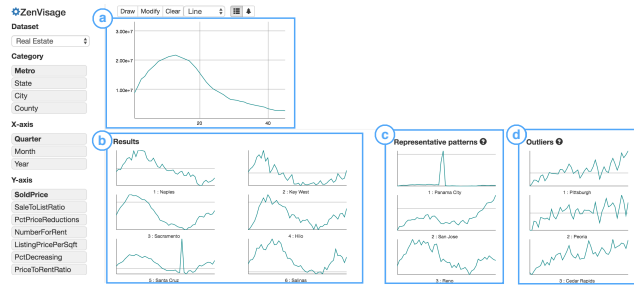 ZenVisage
Dataset
Real Estate
Category
Metro
State
City
County
X-axis
Quarter
Month
Year
Y-axis
SoldPrice
SaleToListRatio
PctPriceReductions
NumberForRent
ListingPricePerSqft
PctDecreasing
PriceToRentRatio
a
Draw Modify Clear Line
3.00e+7
2.00e+7
1.00e+7
20 40
b
Results
1 : Naples
2 : Key West
3 : Sacramento
4 : Hilo
5 : Santa Cruz
6 : Salinas
c
Representative patterns ?
1 : Panama City
2 : San Jose
3 : Reno
d
Outliers ?
1 : Pittsburgh
2 : Peoria
3 : Cedar Rapids